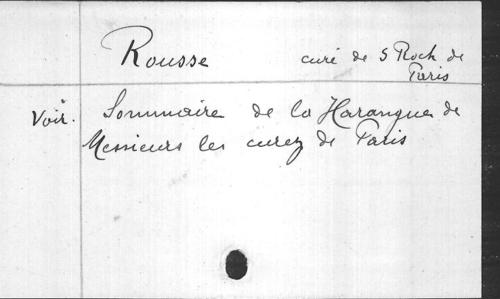 Rousse curé de S Roch de
Paris
Voir. Sommaire de la Harangue de
Messieurs les curez de Paris